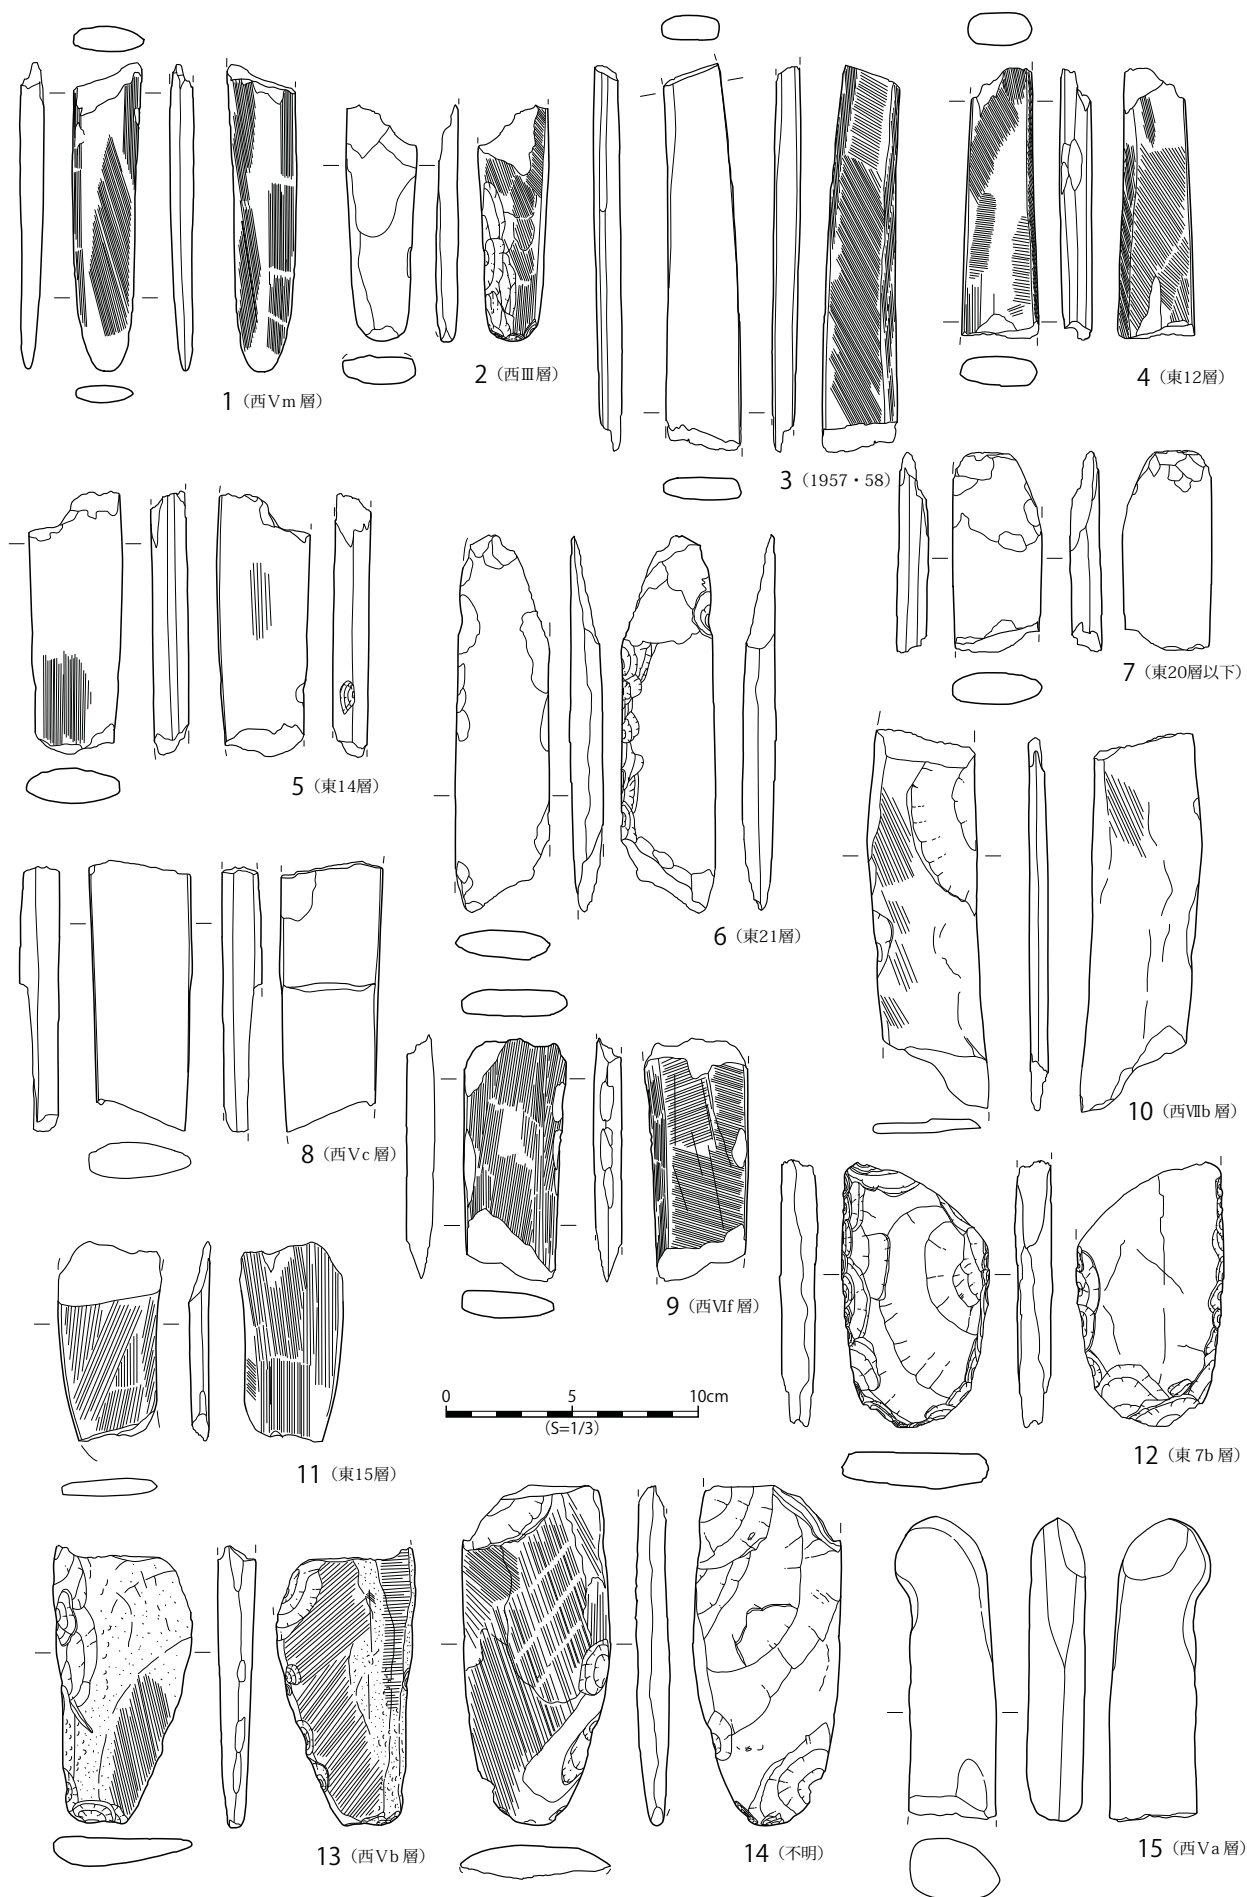 1 (西Ⅴm 層)
2 (西Ⅲ層)
3 (1957・58)
4 (東12層)
5 (東14層)
6 (東21層)
7 (東20層以下)
8 (西Ⅴc 層)
9 (西Ⅵf 層)
10 (西Ⅶb 層)
0 5 10cm
(S=1/3)
11 (東15層)
12 (東 7b 層)
13 (西Ⅴb 層)
14 (不明)
15 (西Ⅴa 層)